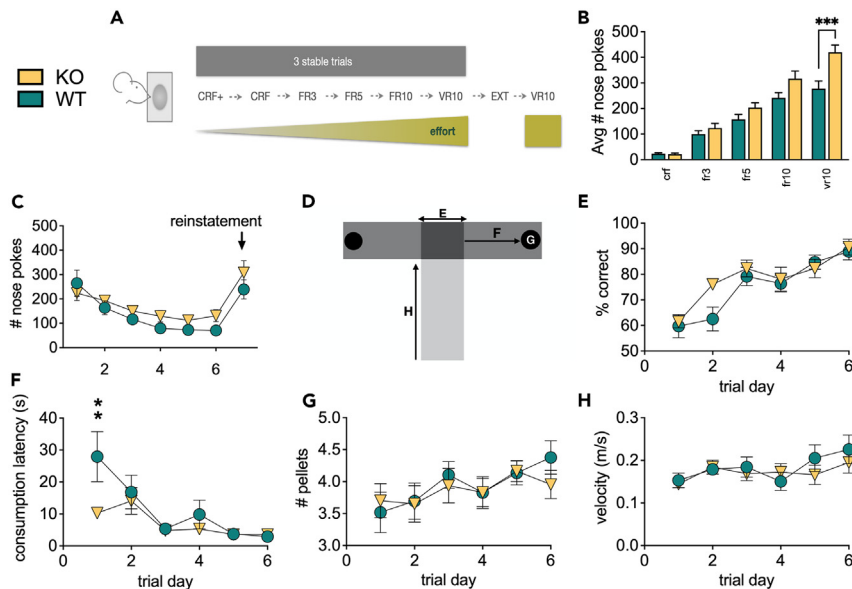 A
B
KO
WT
3 stable trials
CRF+ CRF FR3 FR5 FR10 VR10 EXT VR10
effort
Avg # nose pokes
500
400
300
200
100
0
***
crf
fr3
fr5
fr10
vr10
C
reinstatement
# nose pokes
500
400
300
200
100
0
2 4 6
D
E
F
G
H
E
% correct
100
90
80
70
60
50
0 2 4 6
trial day
F
consumption latency (s)
40
30
20
10
0
**
0 2 4 6
trial day
G
# pellets
5.0
4.5
4.0
3.5
3.0
0 2 4 6
trial day
H
velocity (m/s)
0.3
0.2
0.1
0.0
0 2 4 6
trial day